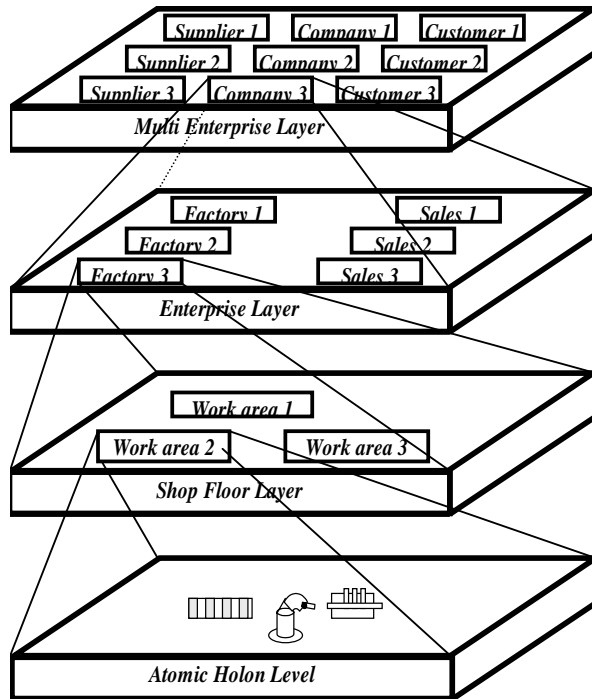 Supplier 1 Company 1 Customer 1
Supplier 2 Company 2 Customer 2
Supplier 3 Company 3 Customer 3
Multi Enterprise Layer
Factory 1 Sales 1
Factory 2 Sales 2
Factory 3 Sales 3
Enterprise Layer
Work area 1
Work area 2 Work area 3
Shop Floor Layer
Atomic Holon Level